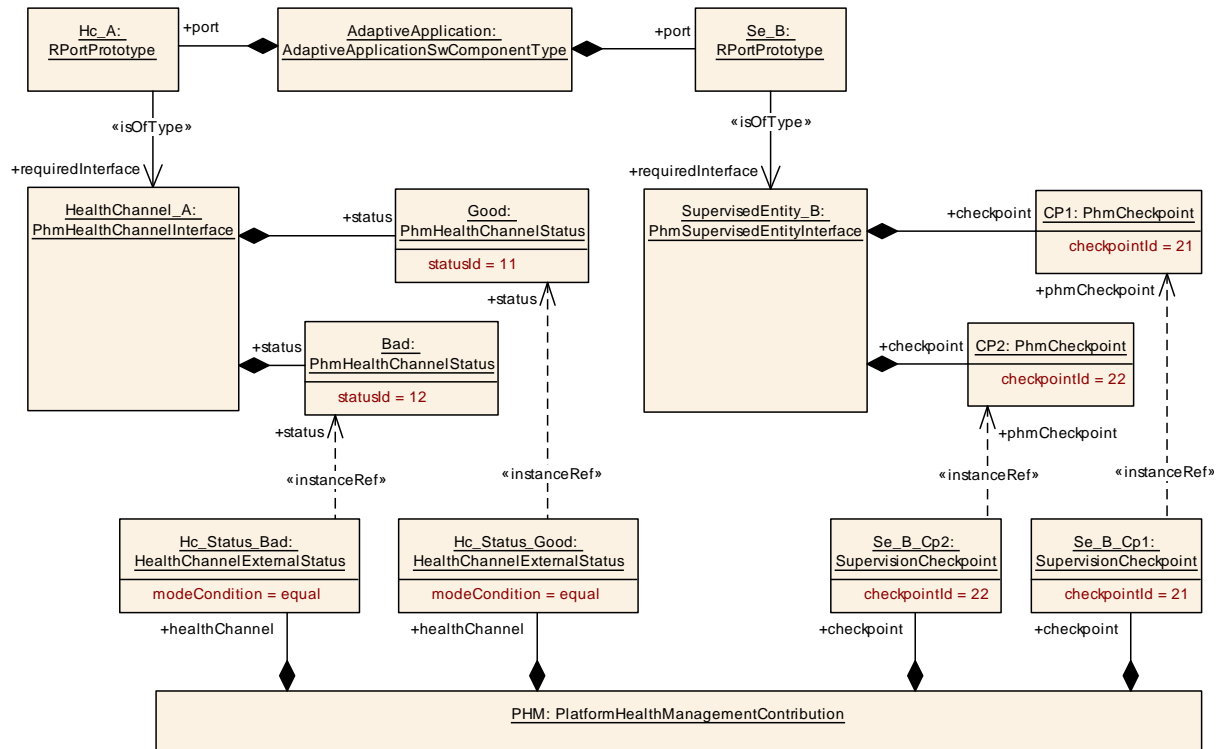 Hc_A:
RPortPrototype
+port
AdaptiveApplication:
AdaptiveApplicationSwComponentType
+port
Se_B:
RPortPrototype
«isOfType»
«isOfType»
+requiredInterface
+requiredInterface
HealthChannel_A:
PhmHealthChannelInterface
+status
Good:
PhmHealthChannelStatus
statusId = 11
SupervisedEntity_B:
PhmSupervisedEntityInterface
+checkpoint
CP1: PhmCheckpoint
checkpointId = 21
+status
+phmCheckpoint
+status
Bad:
PhmHealthChannelStatus
statusId = 12
+checkpoint
CP2: PhmCheckpoint
checkpointId = 22
+status
+phmCheckpoint
«instanceRef»
«instanceRef»
«instanceRef»
«instanceRef»
Hc_Status_Bad:
HealthChannelExternalStatus
modeCondition = equal
Hc_Status_Good:
HealthChannelExternalStatus
modeCondition = equal
Se_B_Cp2:
SupervisionCheckpoint
checkpointId = 22
Se_B_Cp1:
SupervisionCheckpoint
checkpointId = 21
+healthChannel
+healthChannel
+checkpoint
+checkpoint
PHM: PlatformHealthManagementContribution